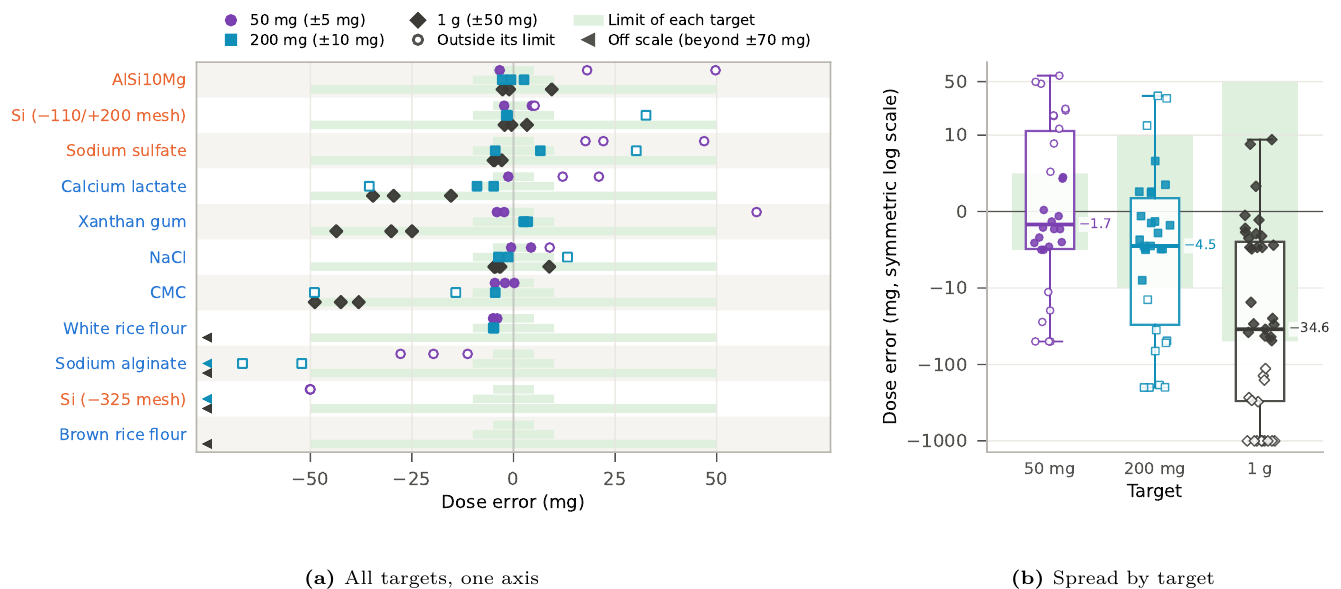 50 mg (±5 mg)
1 g (±50 mg)
Limit of each target
200 mg (±10 mg)
Outside its limit
Off scale (beyond ±70 mg)
AlSi10Mg
Si (−110/+200 mesh)
Sodium sulfate
Calcium lactate
Xanthan gum
NaCl
CMC
White rice flour
Sodium alginate
Si (−325 mesh)
Brown rice flour
−50
−25
0
25
50
Dose error (mg)
(a) All targets, one axis
Dose error (mg, symmetric log scale)
50
10
0
−10
−100
−1000
−1.7
−4.5
−34.6
50 mg
200 mg
1 g
Target
(b) Spread by target